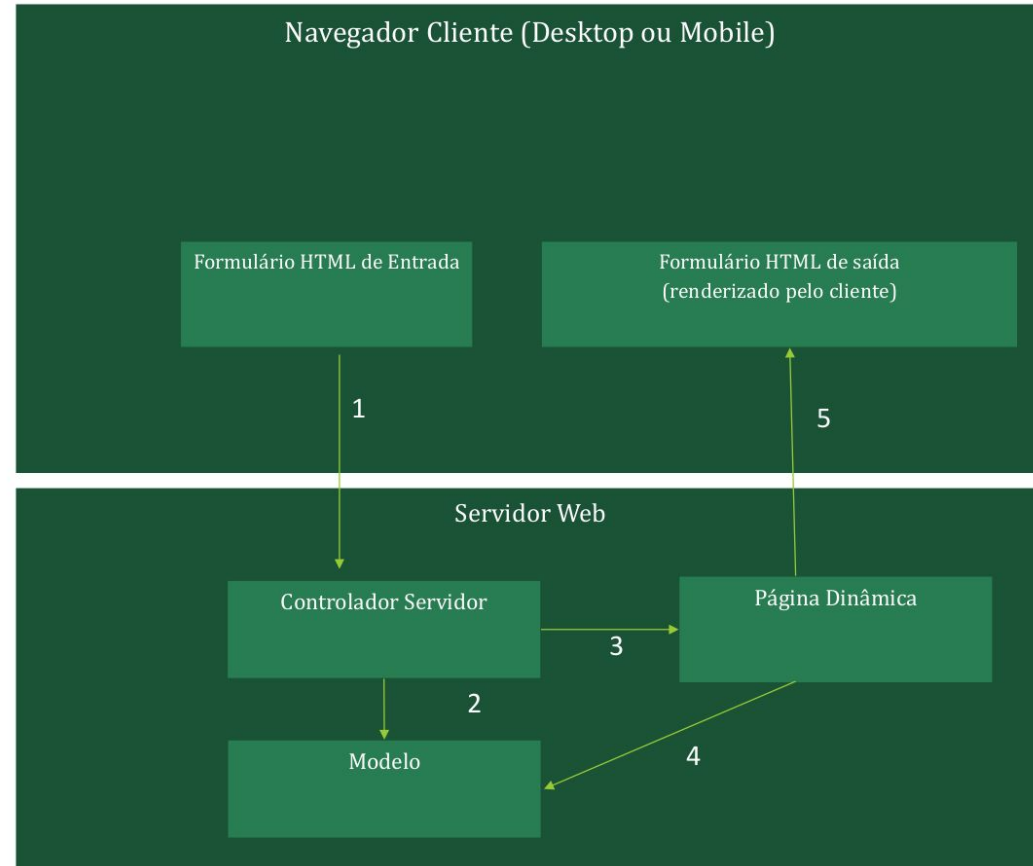 Navegador Cliente (Desktop ou Mobile)
Formulário HTML de Entrada
Formulário HTML de saída
(renderizado pelo cliente)
1
5
Servidor Web
Controlador Servidor
Página Dinâmica
3
2
Modelo
4